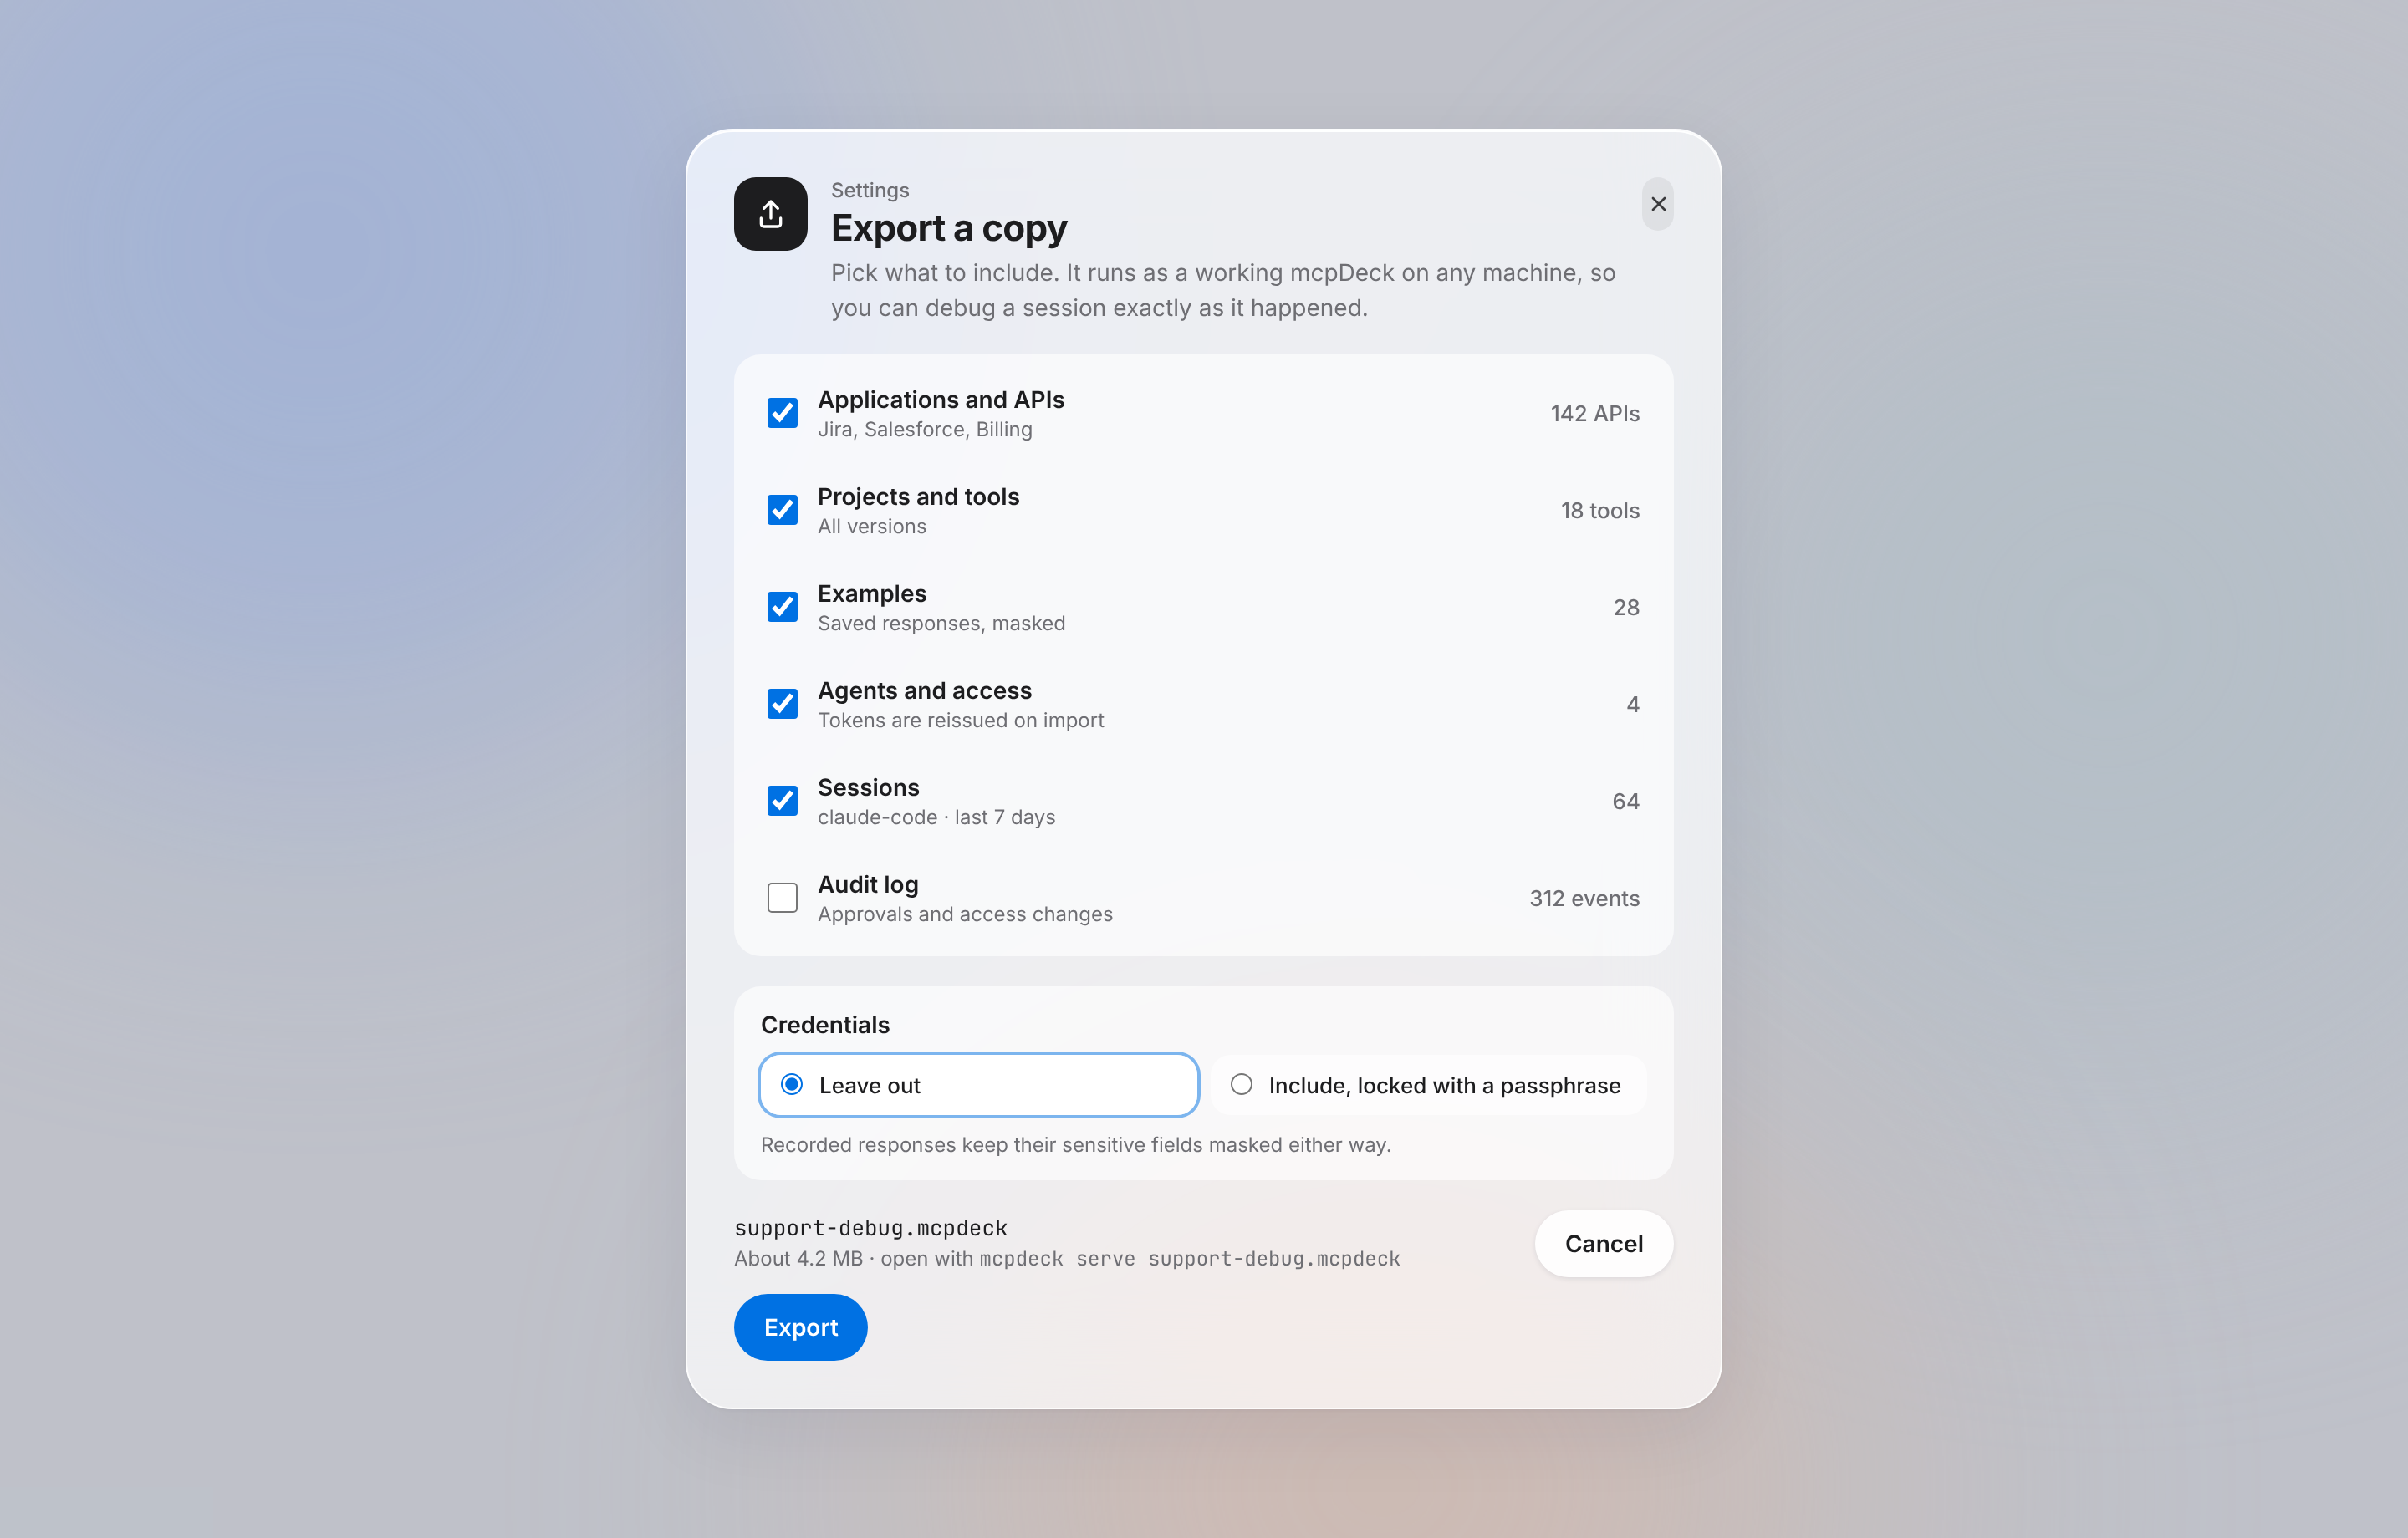 Settings
Export a copy
Pick what to include. It runs as a working mcpDeck on any machine, so
you can debug a session exactly as it happened.
Applications and APIs
Jira, Salesforce, Billing
142 APIs
Projects and tools
All versions
18 tools
Examples
Saved responses, masked
28
Agents and access
Tokens are reissued on import
4
Sessions
claude-code · last 7 days
64
Audit log
Approvals and access changes
312 events
Credentials
Leave out
Include, locked with a passphrase
Recorded responses keep their sensitive fields masked either way.
support-debug.mcpdeck
About 4.2 MB · open with mcpdeck serve support-debug.mcpdeck
Cancel
Export